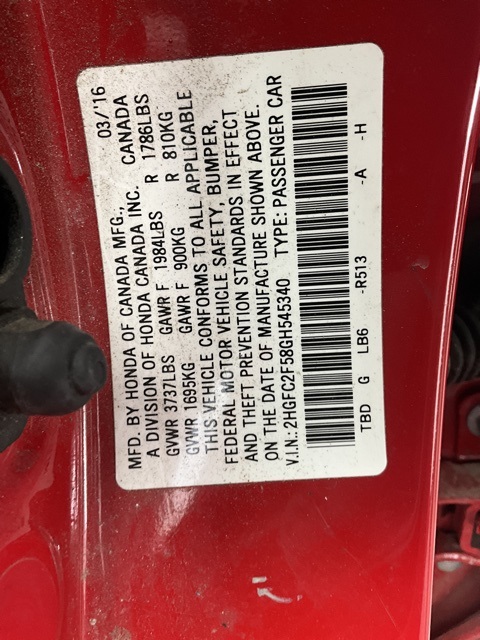 MFD. BY HONDA OF CANADA MFG., 03/16
A DIVISION OF HONDA CANADA INC. CANADA
GVWR 3737LBS GAWR F 1984LBS R 1786LBS
GVWR 1695KG GAWR F 900KG R 810KG
THIS VEHICLE CONFORMS TO ALL APPLICABLE
FEDERAL MOTOR VEHICLE SAFETY, BUMPER,
AND THEFT PREVENTION STANDARDS IN EFFECT
ON THE DATE OF MANUFACTURE SHOWN ABOVE.
V.I.N.: 2HGFC2F58GH545340 TYPE: PASSENGER CAR
TBD G LB6 -R513 -A -H